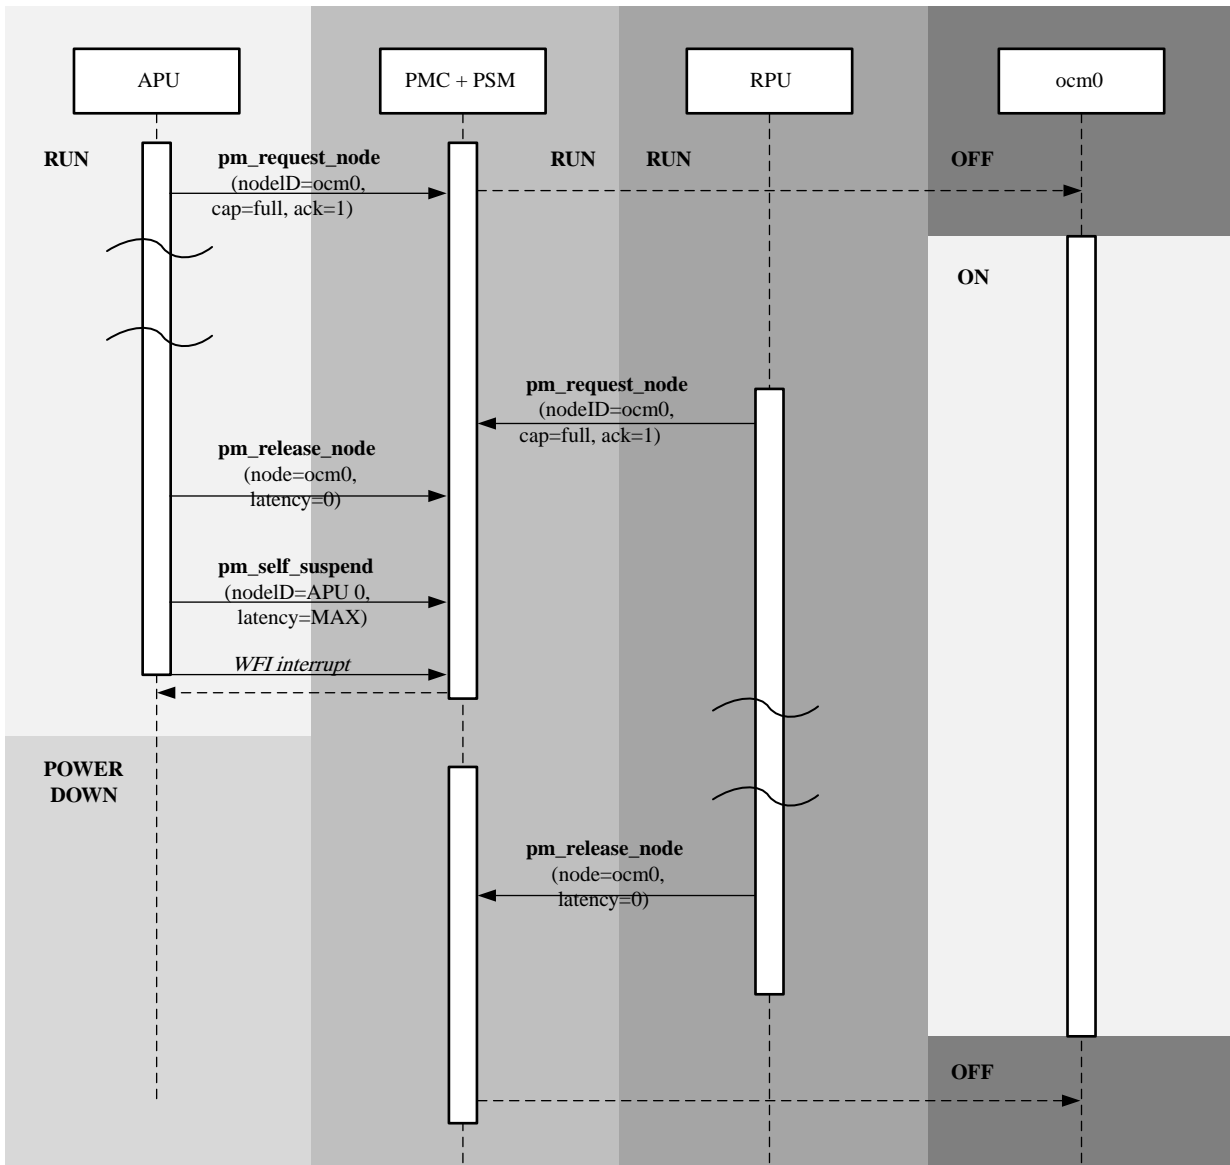 APU
PMC + PSM
RPU
ocm0
RUN
pm_request_node
(nodelD=ocm0,
cap=full, ack=1)
RUN
RUN
OFF
ON
pm_request_node
(nodeID=ocm0,
cap=full, ack=1)
pm_release_node
(node=ocm0,
latency=0)
pm_self_suspend
(nodelD=APU 0,
latency=MAX)
WFI interrupt
POWER
DOWN
pm_release_node
(node=ocm0,
latency=0)
OFF